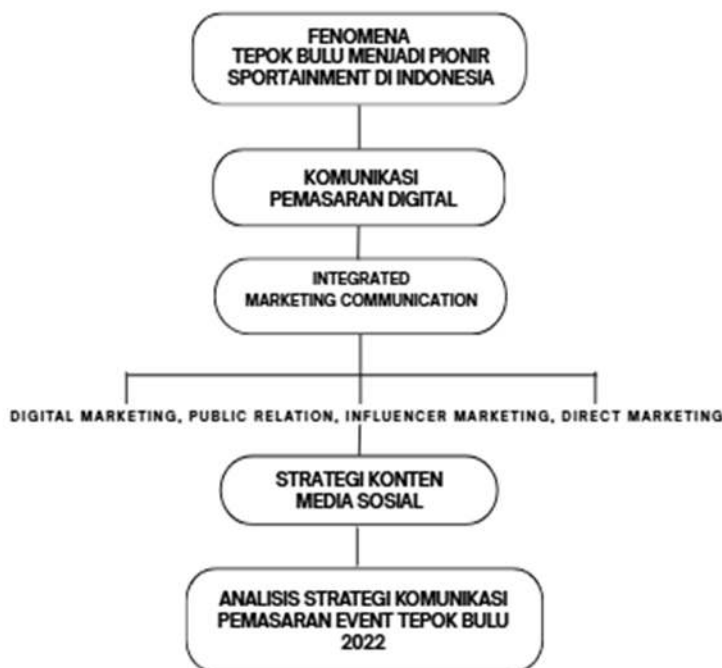 FENOMENA
TEPOK BULU MENJADI PIONIR
SPORTAINMENT DI INDONESIA
KOMUNIKASI
PEMASARAN DIGITAL
INTEGRATED
MARKETING COMMUNICATION
DIGITAL MARKETING, PUBLIC RELATION, INFLUENCER MARKETING, DIRECT MARKETING
STRATEGI KONTEN
MEDIA SOSIAL
ANALISIS STRATEGI KOMUNIKASI
PEMASARAN EVENT TEPOK BULU
2022